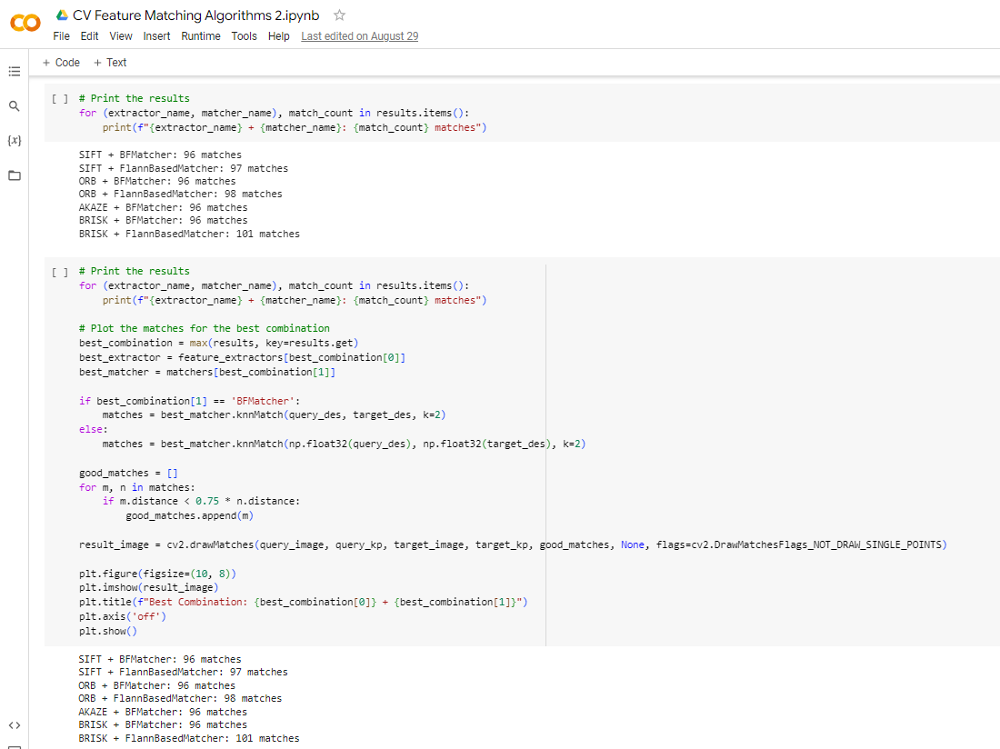 CV Feature Matching Algorithms 2.ipynb
File Edit View Insert Runtime Tools Help Last edited on August 29
+ Code + Text
[ ] # Print the results
for (extractor_name, matcher_name), match_count in results.items():
    print(f"{extractor_name} + {matcher_name}: {match_count} matches")
{x}
SIFT + BFMatcher: 96 matches
SIFT + FlannBasedMatcher: 97 matches
ORB + BFMatcher: 96 matches
ORB + FlannBasedMatcher: 98 matches
AKAZE + BFMatcher: 96 matches
BRISK + BFMatcher: 96 matches
BRISK + FlannBasedMatcher: 101 matches
[ ] # Print the results
for (extractor_name, matcher_name), match_count in results.items():
    print(f"{extractor_name} + {matcher_name}: {match_count} matches")
# Plot the matches for the best combination
best_combination = max(results, key=results.get)
best_extractor = feature_extractors[best_combination[0]]
best_matcher = matchers[best_combination[1]]
if best_combination[1] == 'BFMatcher':
    matches = best_matcher.knnMatch(query_des, target_des, k=2)
else:
    matches = best_matcher.knnMatch(np.float32(query_des), np.float32(target_des), k=2)
good_matches = []
for m, n in matches:
    if m.distance < 0.75 * n.distance:
        good_matches.append(m)
result_image = cv2.drawMatches(query_image, query_kp, target_image, target_kp, good_matches, None, flags=cv2.DrawMatchesFlags_NOT_DRAW_SINGLE_POINTS)
plt.figure(figsize=(10, 8))
plt.imshow(result_image)
plt.title(f"Best Combination: {best_combination[0]} + {best_combination[1]}")
plt.axis('off')
plt.show()
SIFT + BFMatcher: 96 matches
SIFT + FlannBasedMatcher: 97 matches
ORB + BFMatcher: 96 matches
ORB + FlannBasedMatcher: 98 matches
AKAZE + BFMatcher: 96 matches
BRISK + BFMatcher: 96 matches
BRISK + FlannBasedMatcher: 101 matches